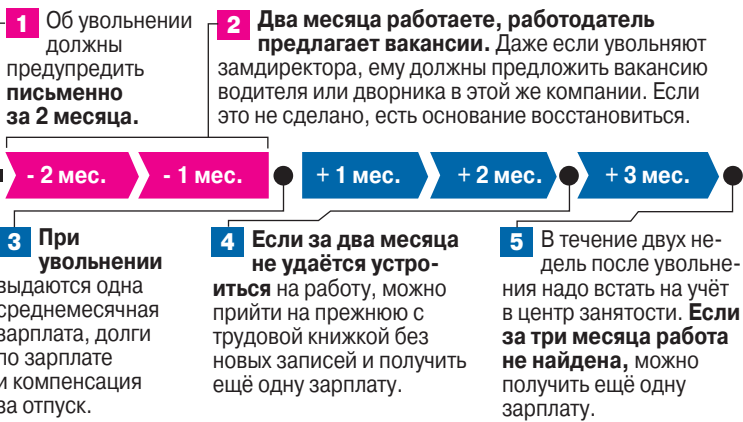 1 Об увольнении
должны
предупредить
письменно
за 2 месяца.
2 Два месяца работаете, работодатель
предлагает вакансии. Даже если увольняют
замдиректора, ему должны предложить вакансию
водителя или дворника в этой же компании. Если
это не сделано, есть основание восстановиться.
- 2 мес. - 1 мес. + 1 мес. + 2 мес. + 3 мес.
3 При
увольнении
выдаются одна
среднемесячная
зарплата, долги
по зарплате
и компенсация
за отпуск.
4 Если за два месяца
не удаётся устро-
иться на работу, можно
прийти на прежнюю с
трудовой книжкой без
новых записей и получить
ещё одну зарплату.
5 В течение двух не-
дель после увольне-
ния надо встать на учёт
в центр занятости. Если
за три месяца работа
не найдена, можно
получить ещё одну
зарплату.